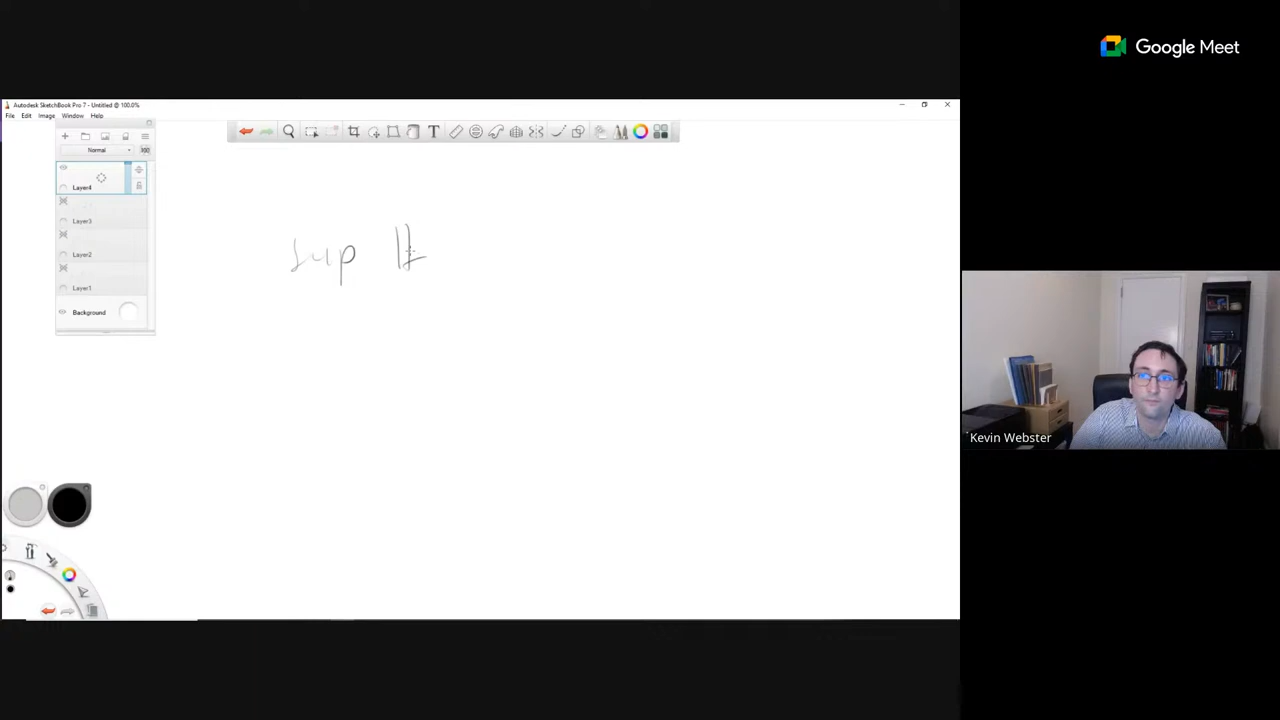 Google Meet
Autodesk SketchBook Pro 7 - Untitled @ 100.0%
File Edit Image Window Help
Normal
Layer4
Layer3
Layer2
Layer1
Background
sup 𝔼
Kevin Webster